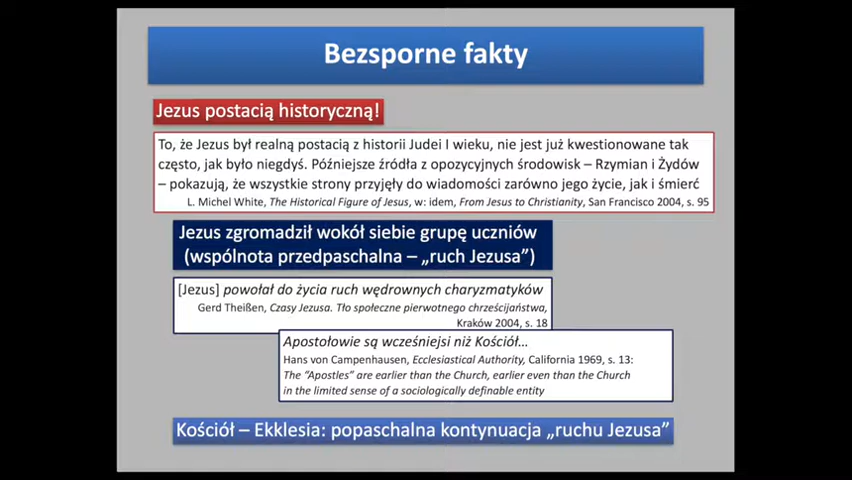 Bezsporne fakty
Jezus postacią historyczną!
To, że Jezus był realną postacią z historii Judei I wieku, nie jest już kwestionowane tak
często, jak było niegdyś. Późniejsze źródła z opozycyjnych środowisk – Rzymian i Żydów
– pokazują, że wszystkie strony przyjęły do wiadomości zarówno jego życie, jak i śmierć
L. Michel White, The Historical Figure of Jesus, w: idem, From Jesus to Christianity, San Francisco 2004, s. 95
Jezus zgromadził wokół siebie grupę uczniów
(wspólnota przedpaschalna – „ruch Jezusa”)
[Jezus] powołał do życia ruch wędrownych charyzmatyków
Gerd Theißen, Czasy Jezusa. Tło społeczne pierwotnego chrześcijaństwa,
Kraków 2004, s. 18
Apostołowie są wcześniejsi niż Kościół...
Hans von Campenhausen, Ecclesiastical Authority, California 1969, s. 13:
The “Apostles” are earlier than the Church, earlier even than the Church
in the limited sense of a sociologically definable entity
Kościół – Ekklesia: popaschalna kontynuacja „ruchu Jezusa”